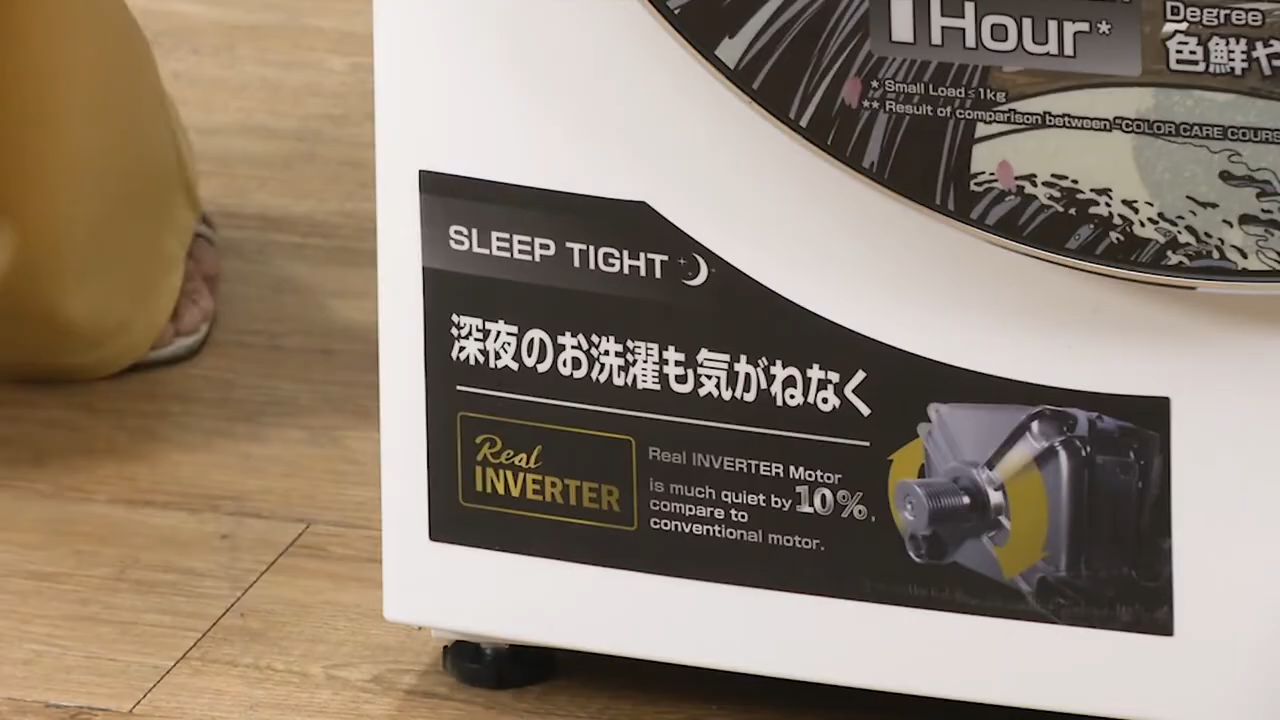 1Hour*
Degree
色鮮や
* Small Load≤1kg
** Result of comparison between "COLOR CARE COURS
SLEEP TIGHT
深夜のお洗濯も気がねなく
Real
INVERTER
Real INVERTER Motor
is much quiet by 10%,
compare to
conventional motor.